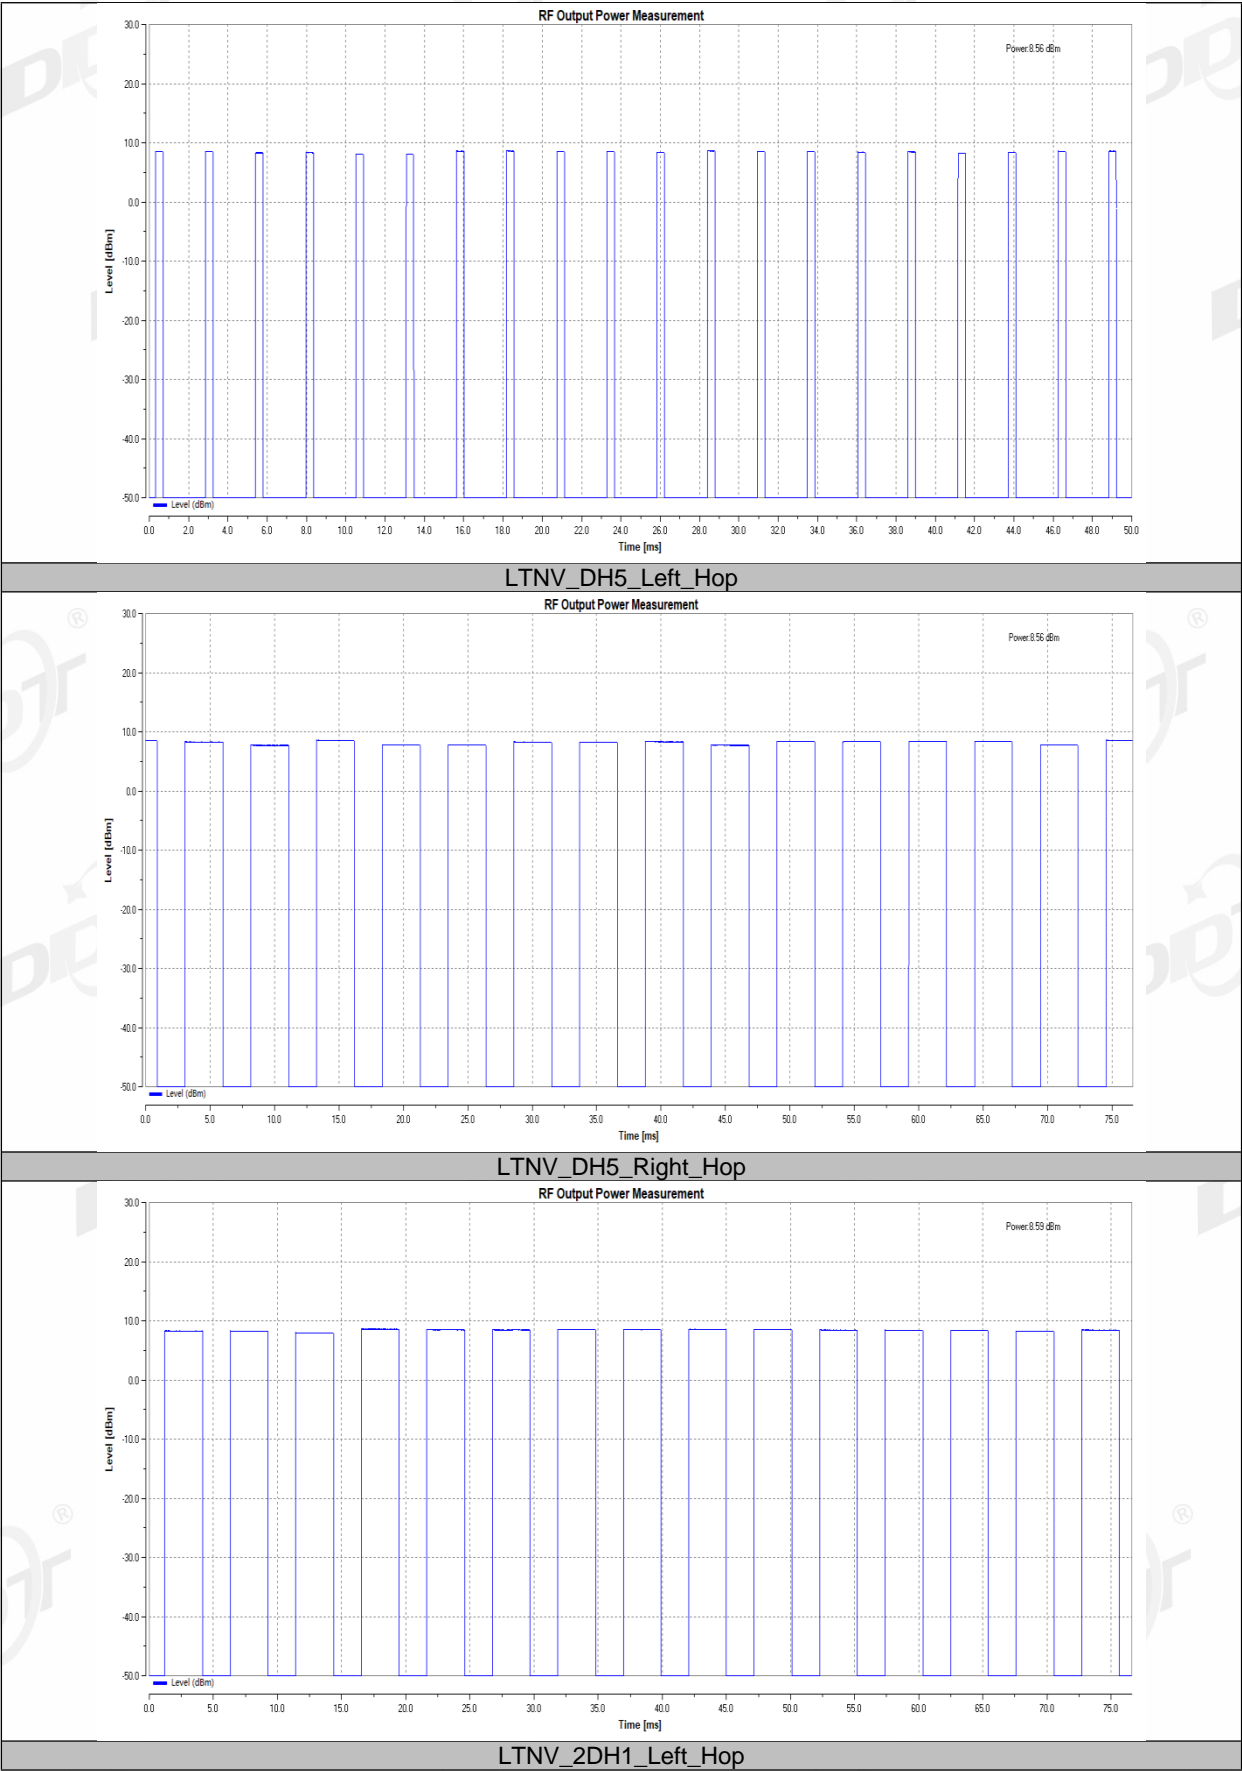 RF Output Power Measurement
Power:8.56 dBm
30.0
20.0
10.0
0.0
-10.0
-20.0
-30.0
-40.0
-50.0
Level [dBm]
Level (dBm)
0.0 2.0 4.0 6.0 8.0 10.0 12.0 14.0 16.0 18.0 20.0 22.0 24.0 26.0 28.0 30.0 32.0 34.0 36.0 38.0 40.0 42.0 44.0 46.0 48.0 50.0
Time [ms]
LTNV_DH5_Left_Hop
RF Output Power Measurement
Power:8.56 dBm
30.0
20.0
10.0
0.0
-10.0
-20.0
-30.0
-40.0
-50.0
Level [dBm]
Level (dBm)
0.0 5.0 10.0 15.0 20.0 25.0 30.0 35.0 40.0 45.0 50.0 55.0 60.0 65.0 70.0 75.0
Time [ms]
LTNV_DH5_Right_Hop
RF Output Power Measurement
Power:8.59 dBm
30.0
20.0
10.0
0.0
-10.0
-20.0
-30.0
-40.0
-50.0
Level [dBm]
Level (dBm)
0.0 5.0 10.0 15.0 20.0 25.0 30.0 35.0 40.0 45.0 50.0 55.0 60.0 65.0 70.0 75.0
Time [ms]
LTNV_2DH1_Left_Hop